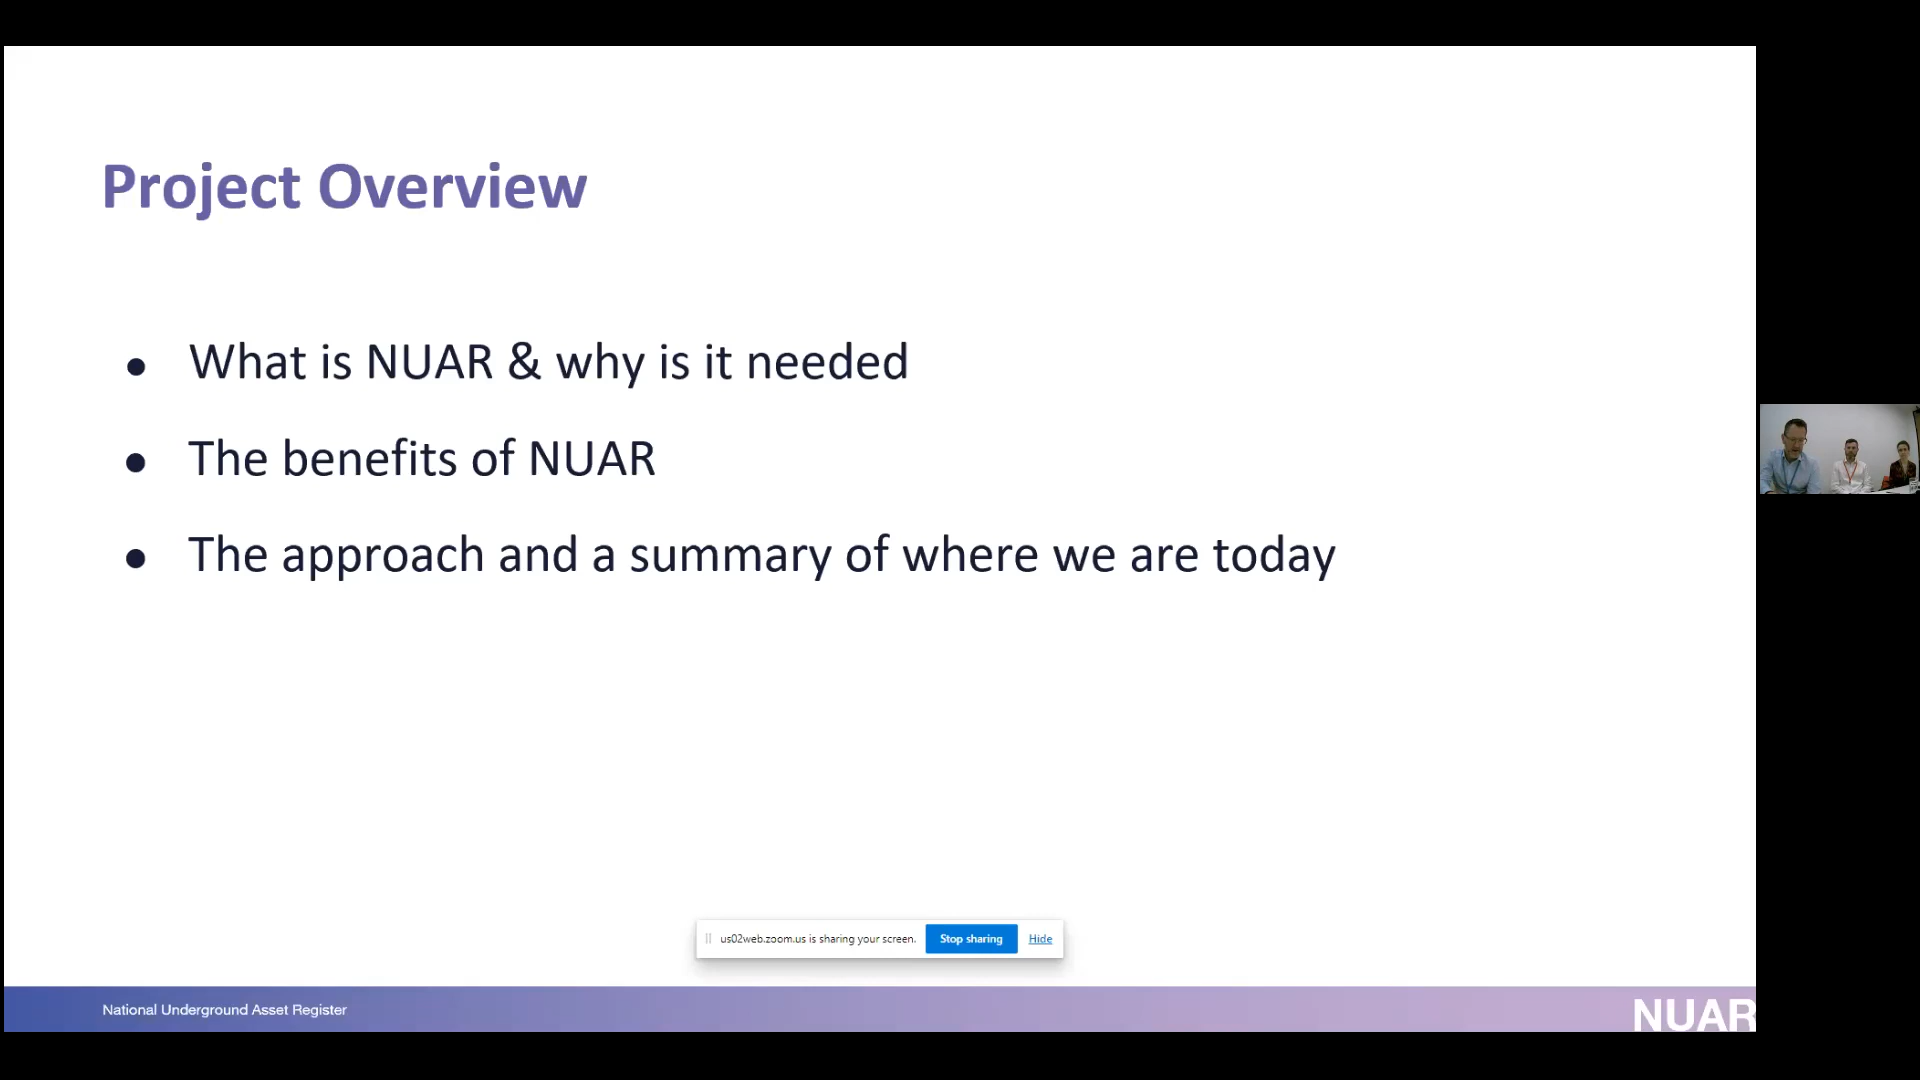 Project Overview
● What is NUAR & why is it needed
● The benefits of NUAR
● The approach and a summary of where we are today
us02web.zoom.us is sharing your screen. Stop sharing Hide
National Underground Asset Register NUAR